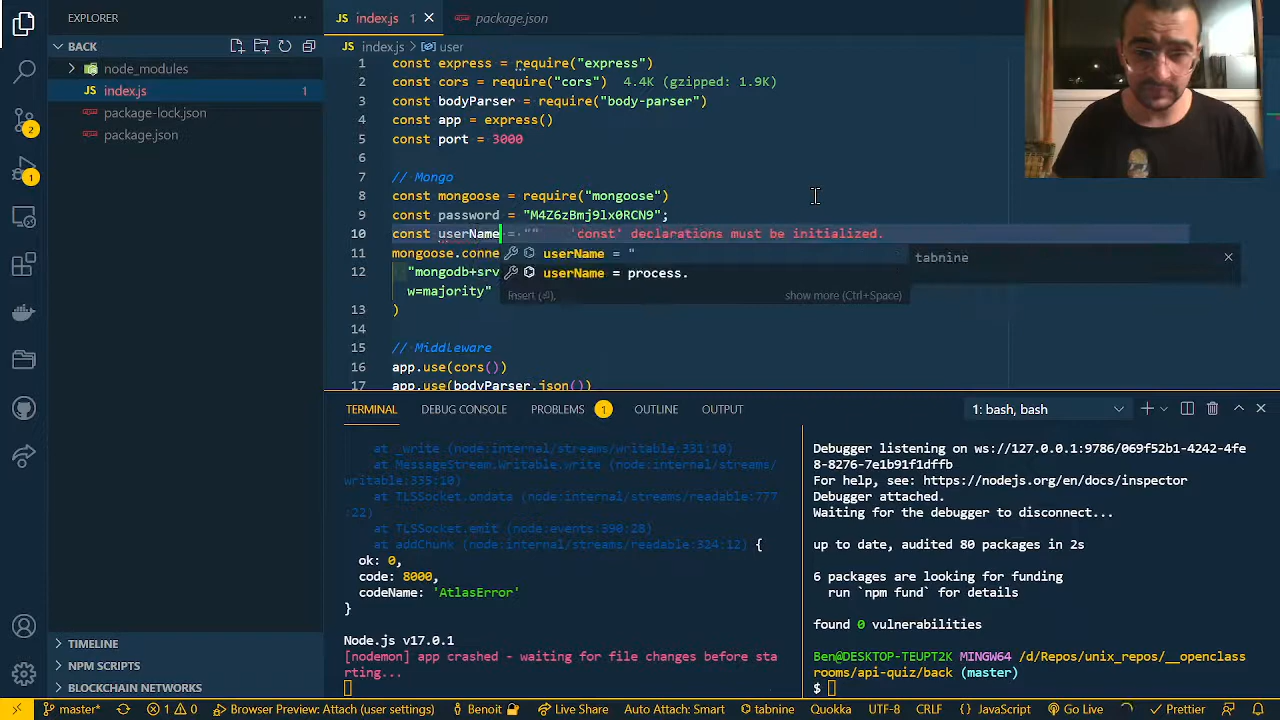 EXPLORER
BACK
node_modules
index.js 1
package-lock.json
package.json
TIMELINE
NPM SCRIPTS
BLOCKCHAIN NETWORKS
2
1
JS index.js 1
package.json
JS index.js > user
1 const express = require("express")
2 const cors = require("cors") 4.4K (gzipped: 1.9K)
3 const bodyParser = require("body-parser")
4 const app = express()
5 const port = 3000
6
7 // Mongo
8 const mongoose = require("mongoose")
9 const password = "M4Z6zBmj9lx0RCN9";
10 const userName = "" 'const' declarations must be initialized.
11 mongoose.conne
12 "mongodb+srv
w=majority"
13 )
14
15 // Middleware
16 app.use(cors())
17 app.use(bodyParser.json())
userName = "
userName = process.
Insert (⏎), show more (Ctrl+Space)
tabnine
TERMINAL DEBUG CONSOLE PROBLEMS 1 OUTLINE OUTPUT
1: bash, bash
at _write (node:internal/streams/writable:331:10)
at MessageStream.Writable.write (node:internal/streams/
writable:335:10)
at TLSSocket.ondata (node:internal/streams/readable:777
:22)
at TLSSocket.emit (node:events:390:28)
at addChunk (node:internal/streams/readable:324:12) {
ok: 0,
code: 8000,
codeName: 'AtlasError'
}
Node.js v17.0.1
[nodemon] app crashed - waiting for file changes before sta
rting...
Debugger listening on ws://127.0.0.1:9786/069f52b1-4242-4fe
8-8276-7e1b91f1dffb
For help, see: https://nodejs.org/en/docs/inspector
Debugger attached.
Waiting for the debugger to disconnect...
up to date, audited 80 packages in 2s
6 packages are looking for funding
run `npm fund` for details
found 0 vulnerabilities
Ben@DESKTOP-TEUPT2K MINGW64 /d/Repos/unix_repos/__openclass
rooms/api-quiz/back (master)
$
master* 1 0 Browser Preview: Attach (user settings) Benoit Live Share Auto Attach: Smart tabnine Quokka UTF-8 CRLF JavaScript Go Live Prettier